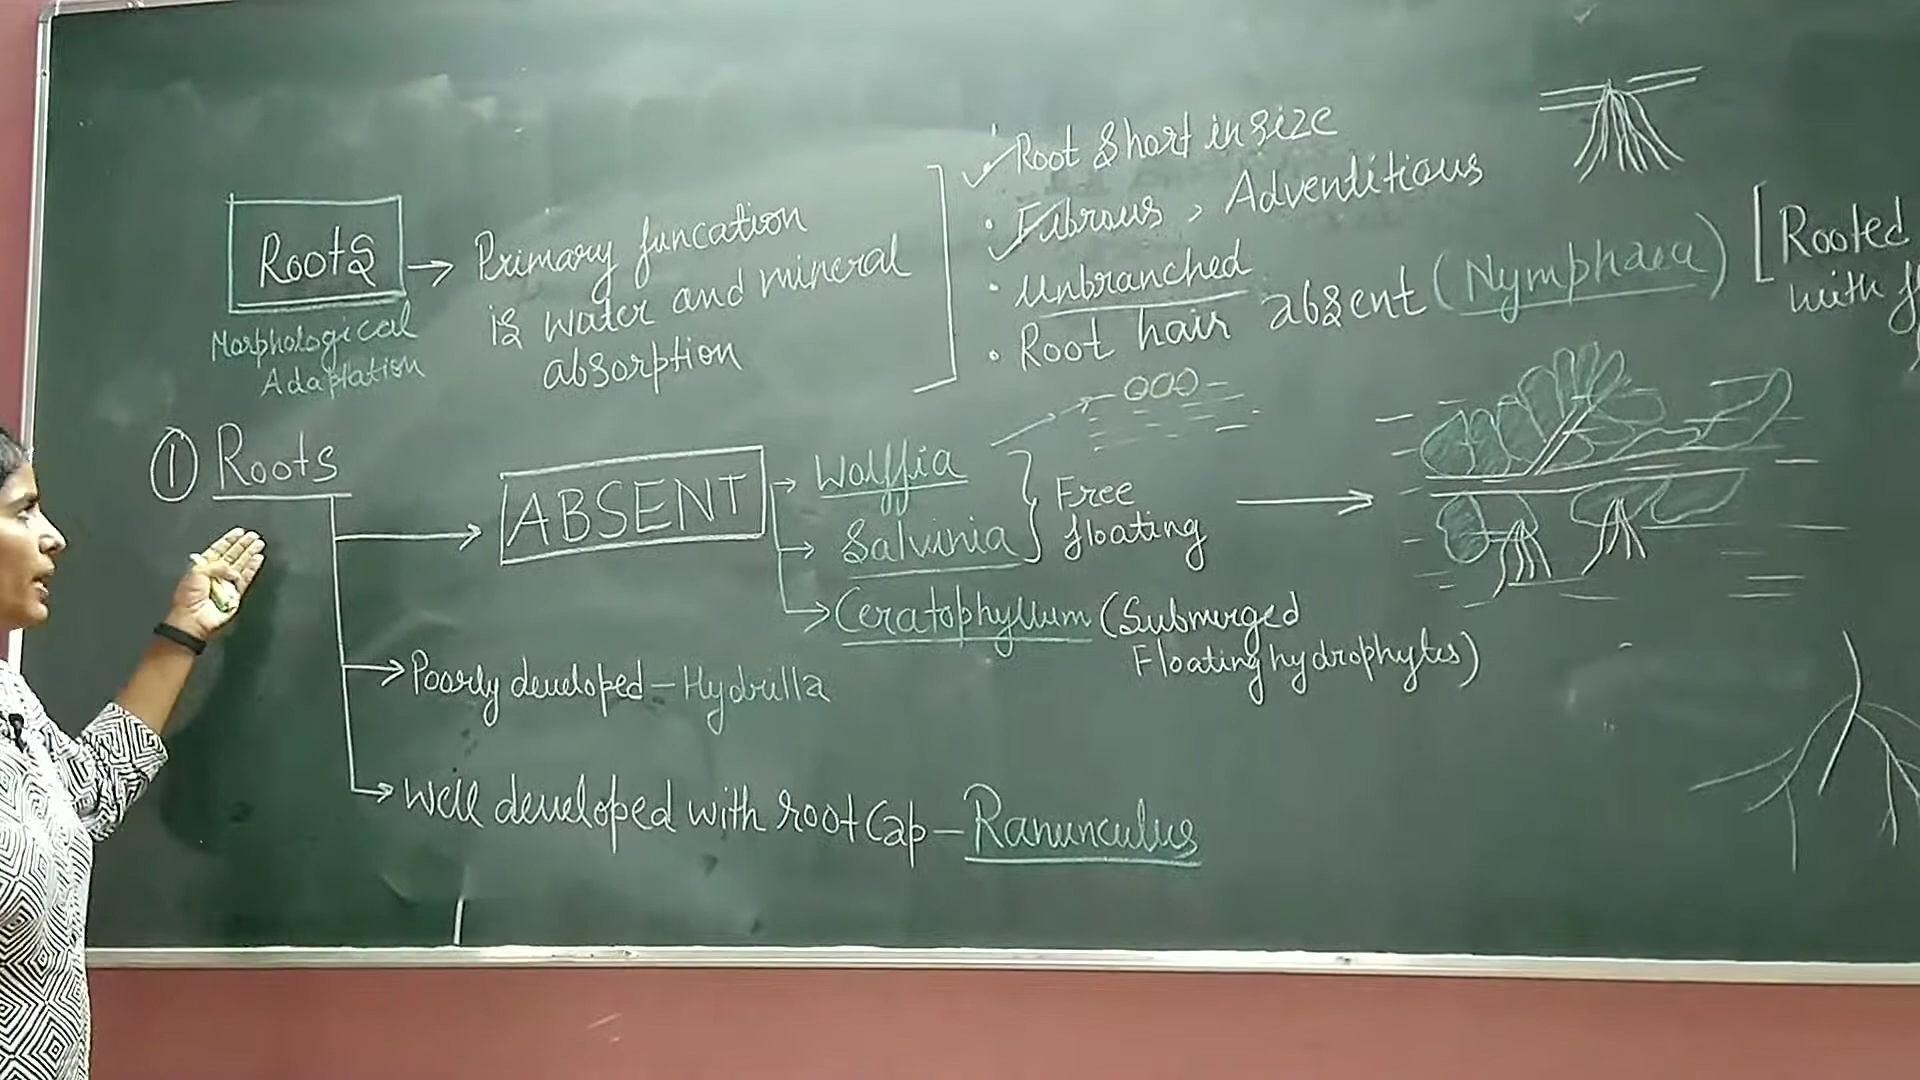 Roots
Morphological
Adaptation
→ Primary funcation
is water and mineral
absorption
✓ Root Short in size
• Fibrous, Adventitious
• Unbranched
• Root hair absent (Nymphaea) [Rooted
with
① Roots
→ ABSENT
→ Wolffia
→ Salvinia
} Free
floating
→ Ceratophyllum (Submerged
Floating hydrophytes)
→ Poorly developed – Hydrilla
→ Well developed with root Cap – Ranunculus